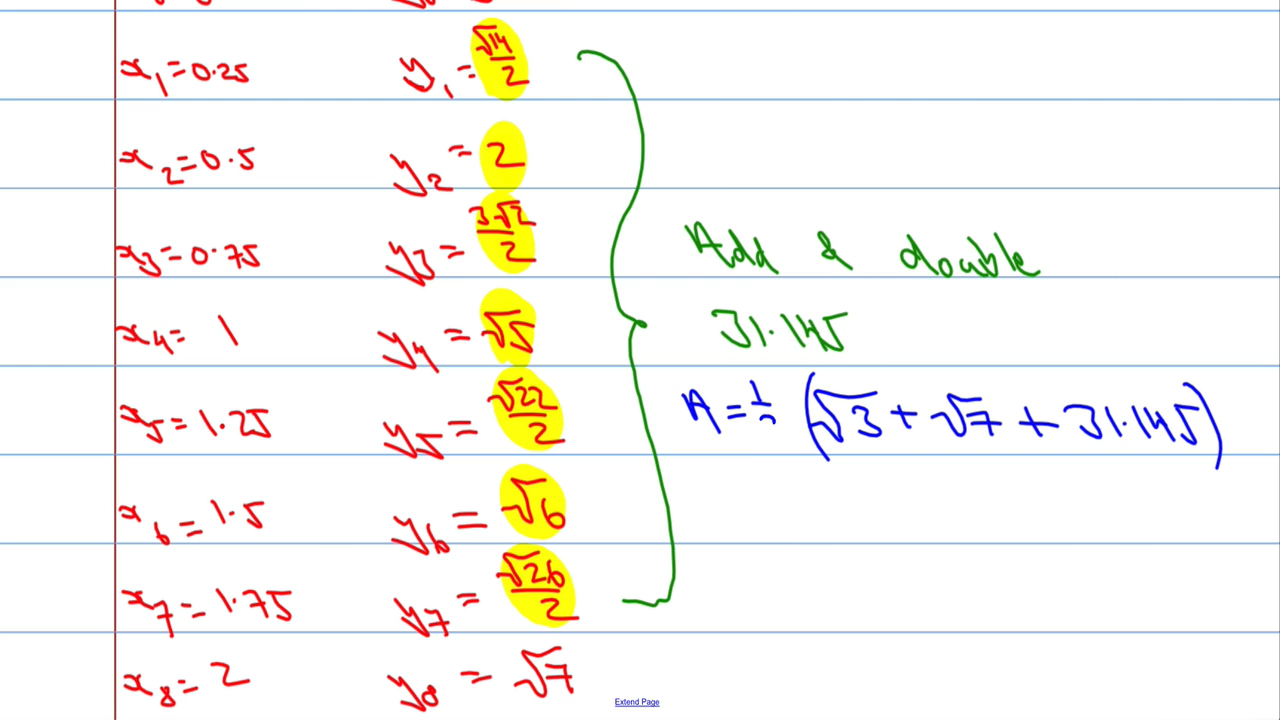 x₁ = 0.25 y₁ = √14/2
x₂ = 0.5 y₂ = 2
x₃ = 0.75 y₃ = 3√2/2
Add & double
x₄ = 1 y₄ = √5
31.145
x₅ = 1.25 y₅ = √22/2
A = (√3 + √7 + 31.145)
x₆ = 1.5 y₆ = √6
x₇ = 1.75 y₇ = √26/2
x₈ = 2 y₈ = √7
Extend Page